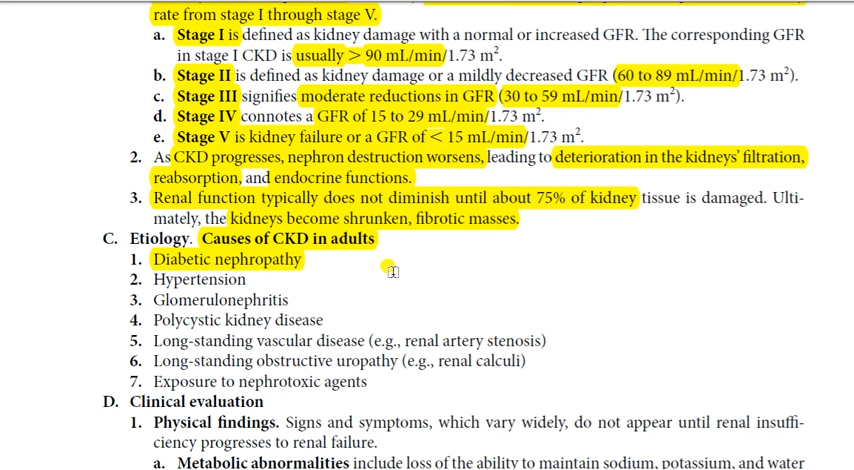 rate from stage I through stage V.
a. Stage I is defined as kidney damage with a normal or increased GFR. The corresponding GFR
in stage I CKD is usually > 90 mL/min/1.73 m².
b. Stage II is defined as kidney damage or a mildly decreased GFR (60 to 89 mL/min/1.73 m²).
c. Stage III signifies moderate reductions in GFR (30 to 59 mL/min/1.73 m²).
d. Stage IV connotes a GFR of 15 to 29 mL/min/1.73 m².
e. Stage V is kidney failure or a GFR of < 15 mL/min/1.73 m².
2. As CKD progresses, nephron destruction worsens, leading to deterioration in the kidneys' filtration,
reabsorption, and endocrine functions.
3. Renal function typically does not diminish until about 75% of kidney tissue is damaged. Ulti-
mately, the kidneys become shrunken, fibrotic masses.
C. Etiology. Causes of CKD in adults
1. Diabetic nephropathy
2. Hypertension
3. Glomerulonephritis
4. Polycystic kidney disease
5. Long-standing vascular disease (e.g., renal artery stenosis)
6. Long-standing obstructive uropathy (e.g., renal calculi)
7. Exposure to nephrotoxic agents
D. Clinical evaluation
1. Physical findings. Signs and symptoms, which vary widely, do not appear until renal insuffi-
ciency progresses to renal failure.
a. Metabolic abnormalities include loss of the ability to maintain sodium, potassium, and water